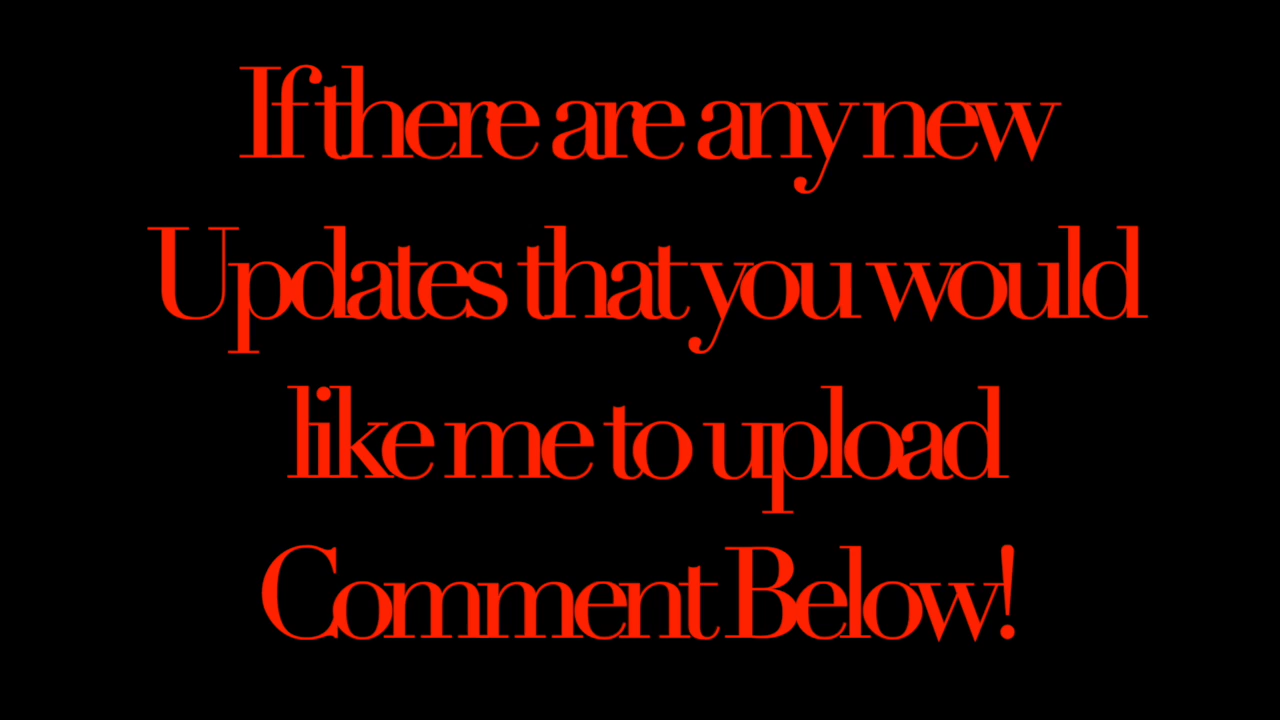 If there are any new
Updates that you would
like me to upload
Comment Below!